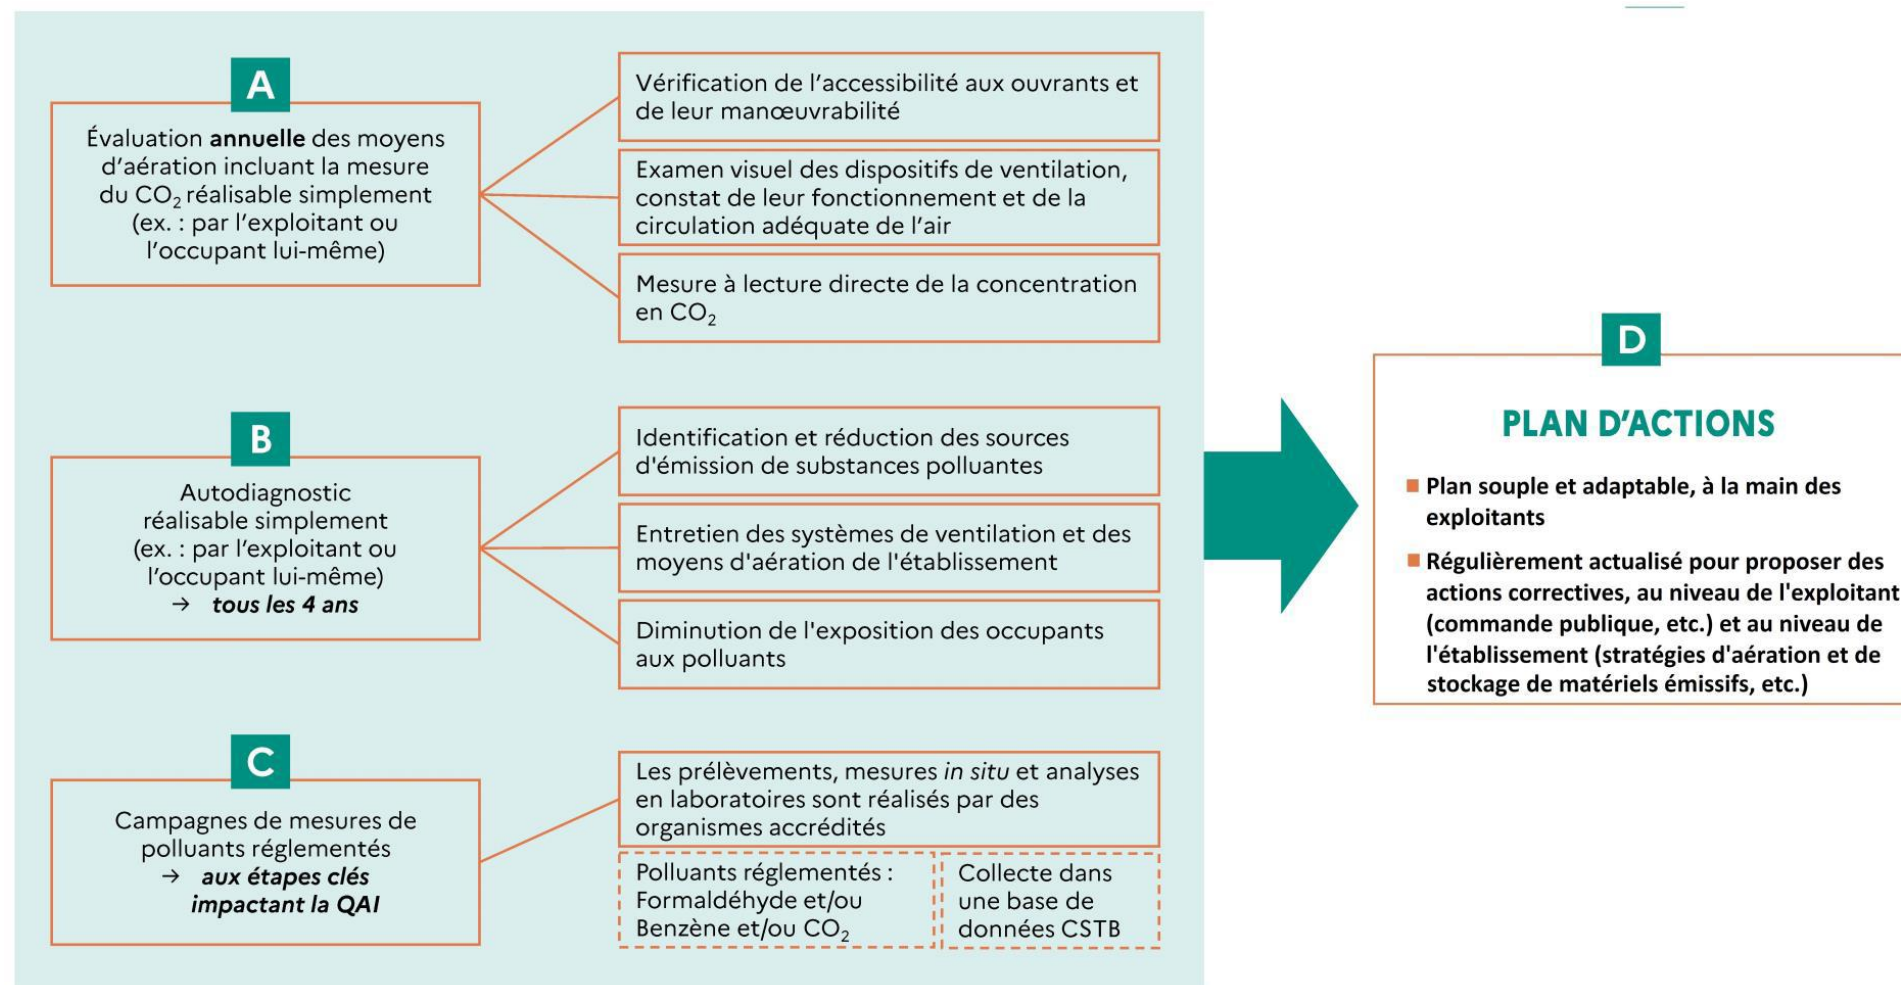 A
Évaluation annuelle des moyens
d’aération incluant la mesure
du CO₂ réalisable simplement
(ex. : par l’exploitant ou
l’occupant lui-même)
Vérification de l’accessibilité aux ouvrants et
de leur manœuvrabilité
Examen visuel des dispositifs de ventilation,
constat de leur fonctionnement et de la
circulation adéquate de l’air
Mesure à lecture directe de la concentration
en CO₂
B
Autodiagnostic
réalisable simplement
(ex. : par l’exploitant ou
l’occupant lui-même)
→ tous les 4 ans
Identification et réduction des sources
d'émission de substances polluantes
Entretien des systèmes de ventilation et des
moyens d'aération de l'établissement
Diminution de l'exposition des occupants
aux polluants
C
Campagnes de mesures de
polluants réglementés
→ aux étapes clés
impactant la QAI
Les prélèvements, mesures in situ et analyses
en laboratoires sont réalisés par des
organismes accrédités
Polluants réglementés :
Formaldéhyde et/ou
Benzène et/ou CO₂
Collecte dans
une base de
données CSTB
D
PLAN D’ACTIONS
Plan souple et adaptable, à la main des
exploitants
Régulièrement actualisé pour proposer des
actions correctives, au niveau de l'exploitant
(commande publique, etc.) et au niveau de
l'établissement (stratégies d'aération et de
stockage de matériels émissifs, etc.)